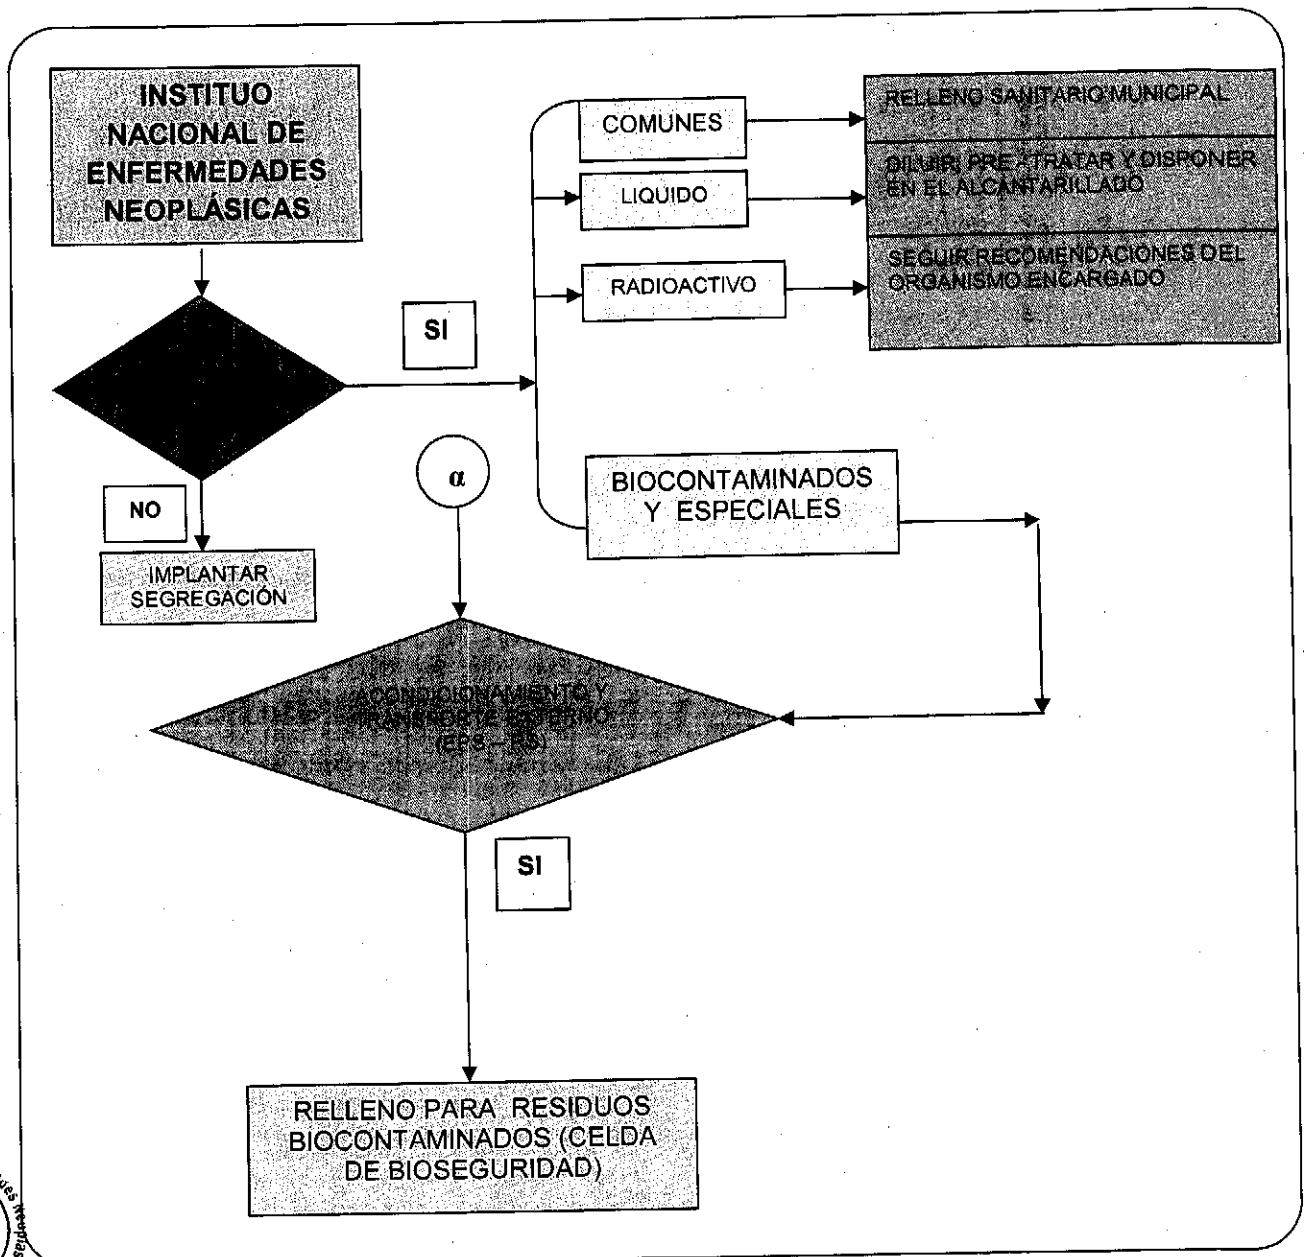 INSTITUO
NACIONAL DE
ENFERMEDADES
NEOPLÁSICAS
SI
NO
IMPLANTAR
SEGREGACIÓN
COMUNES
LIQUIDO
RADIOACTIVO
RELLENO SANITARIO MUNICIPAL
DILUIR, PRE - TRATAR Y DISPONER
EN EL ALCANTARILLADO
SEGUIR RECOMENDACIONES DEL
ORGANISMO ENCARGADO
α
BIOCONTAMINADOS
Y ESPECIALES
ACONDICIONAMIENTO Y
TRANSPORTE EXTERNO
(EPS – RS)
SI
RELLENO PARA RESIDUOS
BIOCONTAMINADOS (CELDA
DE BIOSEGURIDAD)